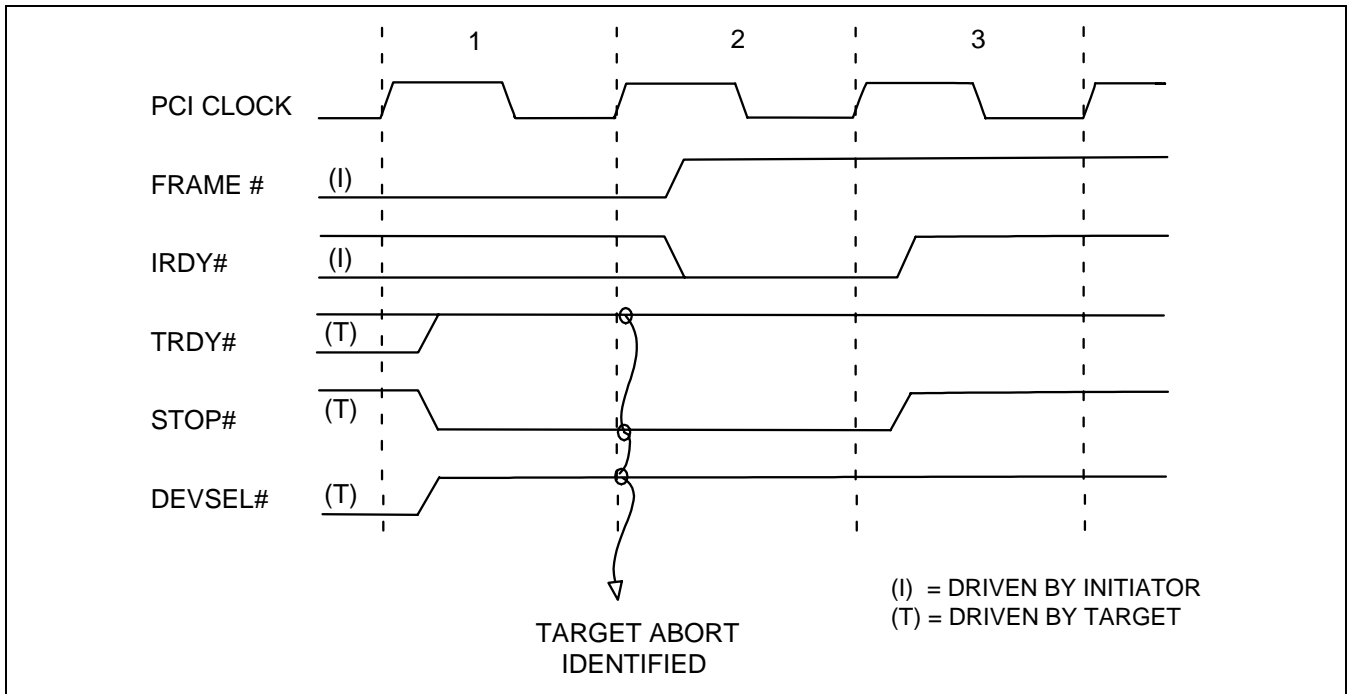 1 2 3
PCI CLOCK
FRAME # (I)
IRDY# (I)
TRDY# (T)
STOP# (T)
DEVSEL# (T)
(I) = DRIVEN BY INITIATOR
(T) = DRIVEN BY TARGET
TARGET ABORT
IDENTIFIED